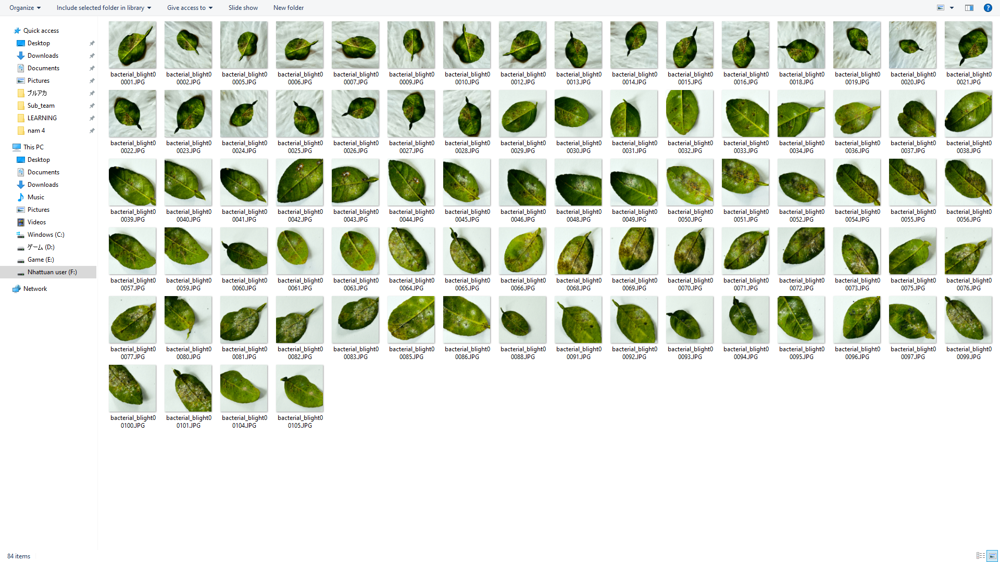 Organize Include selected folder in library Give access to Slide show New folder
Quick access
Desktop
Downloads
Documents
Pictures
ブルアカ
Sub_team
LEARNING
nam 4
This PC
Desktop
Documents
Downloads
Music
Pictures
Videos
Windows (C:)
ゲーム (D:)
Game (E:)
Nhattuan user (F:)
Network
bacterial_blight0 bacterial_blight0 bacterial_blight0 bacterial_blight0 bacterial_blight0 bacterial_blight0 bacterial_blight0 bacterial_blight0 bacterial_blight0 bacterial_blight0 bacterial_blight0 bacterial_blight0 bacterial_blight0 bacterial_blight0 bacterial_blight0 bacterial_blight0
0001.JPG 0002.JPG 0005.JPG 0006.JPG 0007.JPG 0009.JPG 0010.JPG 0012.JPG 0013.JPG 0014.JPG 0015.JPG 0016.JPG 0018.JPG 0019.JPG 0020.JPG 0021.JPG
bacterial_blight0 bacterial_blight0 bacterial_blight0 bacterial_blight0 bacterial_blight0 bacterial_blight0 bacterial_blight0 bacterial_blight0 bacterial_blight0 bacterial_blight0 bacterial_blight0 bacterial_blight0 bacterial_blight0 bacterial_blight0 bacterial_blight0 bacterial_blight0
0022.JPG 0023.JPG 0024.JPG 0025.JPG 0026.JPG 0027.JPG 0028.JPG 0029.JPG 0030.JPG 0031.JPG 0032.JPG 0033.JPG 0034.JPG 0036.JPG 0037.JPG 0038.JPG
bacterial_blight0 bacterial_blight0 bacterial_blight0 bacterial_blight0 bacterial_blight0 bacterial_blight0 bacterial_blight0 bacterial_blight0 bacterial_blight0 bacterial_blight0 bacterial_blight0 bacterial_blight0 bacterial_blight0 bacterial_blight0 bacterial_blight0 bacterial_blight0
0039.JPG 0040.JPG 0041.JPG 0042.JPG 0043.JPG 0044.JPG 0045.JPG 0046.JPG 0048.JPG 0049.JPG 0050.JPG 0051.JPG 0052.JPG 0054.JPG 0055.JPG 0056.JPG
bacterial_blight0 bacterial_blight0 bacterial_blight0 bacterial_blight0 bacterial_blight0 bacterial_blight0 bacterial_blight0 bacterial_blight0 bacterial_blight0 bacterial_blight0 bacterial_blight0 bacterial_blight0 bacterial_blight0 bacterial_blight0 bacterial_blight0 bacterial_blight0
0057.JPG 0059.JPG 0060.JPG 0061.JPG 0063.JPG 0064.JPG 0065.JPG 0066.JPG 0068.JPG 0069.JPG 0070.JPG 0071.JPG 0072.JPG 0073.JPG 0075.JPG 0076.JPG
bacterial_blight0 bacterial_blight0 bacterial_blight0 bacterial_blight0 bacterial_blight0 bacterial_blight0 bacterial_blight0 bacterial_blight0 bacterial_blight0 bacterial_blight0 bacterial_blight0 bacterial_blight0 bacterial_blight0 bacterial_blight0 bacterial_blight0 bacterial_blight0
0077.JPG 0080.JPG 0081.JPG 0082.JPG 0083.JPG 0085.JPG 0086.JPG 0088.JPG 0091.JPG 0092.JPG 0093.JPG 0094.JPG 0095.JPG 0096.JPG 0097.JPG 0099.JPG
bacterial_blight0 bacterial_blight0 bacterial_blight0 bacterial_blight0
0100.JPG 0101.JPG 0104.JPG 0105.JPG
84 items